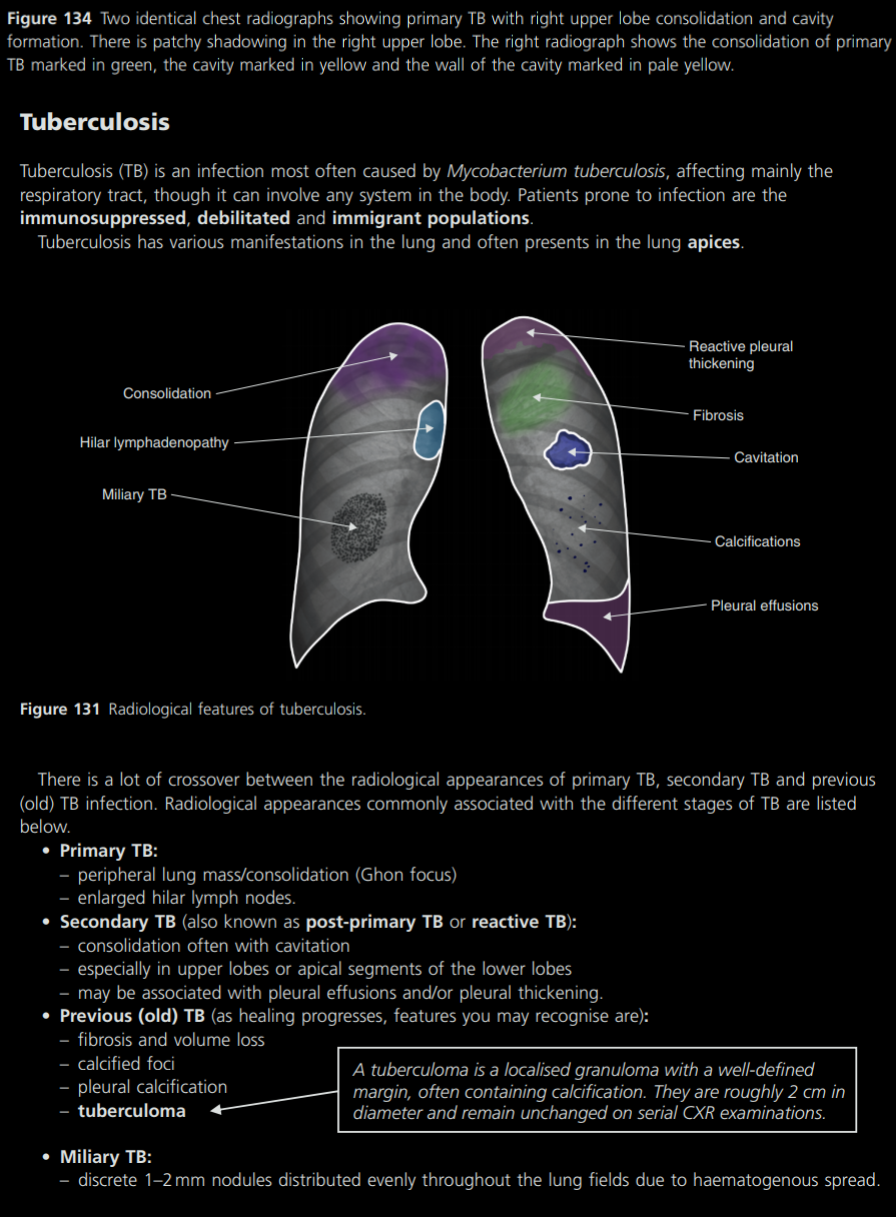 Figure 134 Two identical chest radiographs showing primary TB with right upper lobe consolidation and cavity
formation. There is patchy shadowing in the right upper lobe. The right radiograph shows the consolidation of primary
TB marked in green, the cavity marked in yellow and the wall of the cavity marked in pale yellow.
Tuberculosis
Tuberculosis (TB) is an infection most often caused by Mycobacterium tuberculosis, affecting mainly the
respiratory tract, though it can involve any system in the body. Patients prone to infection are the
immunosuppressed, debilitated and immigrant populations.
Tuberculosis has various manifestations in the lung and often presents in the lung apices.
Consolidation
Hilar lymphadenopathy
Miliary TB
Reactive pleural
thickening
Fibrosis
Cavitation
Calcifications
Pleural effusions
Figure 131 Radiological features of tuberculosis.
There is a lot of crossover between the radiological appearances of primary TB, secondary TB and previous
(old) TB infection. Radiological appearances commonly associated with the different stages of TB are listed
below.
• Primary TB:
– peripheral lung mass/consolidation (Ghon focus)
– enlarged hilar lymph nodes.
• Secondary TB (also known as post-primary TB or reactive TB):
– consolidation often with cavitation
– especially in upper lobes or apical segments of the lower lobes
– may be associated with pleural effusions and/or pleural thickening.
• Previous (old) TB (as healing progresses, features you may recognise are):
– fibrosis and volume loss
– calcified foci
– pleural calcification
– tuberculoma
A tuberculoma is a localised granuloma with a well-defined
margin, often containing calcification. They are roughly 2 cm in
diameter and remain unchanged on serial CXR examinations.
• Miliary TB:
– discrete 1–2 mm nodules distributed evenly throughout the lung fields due to haematogenous spread.